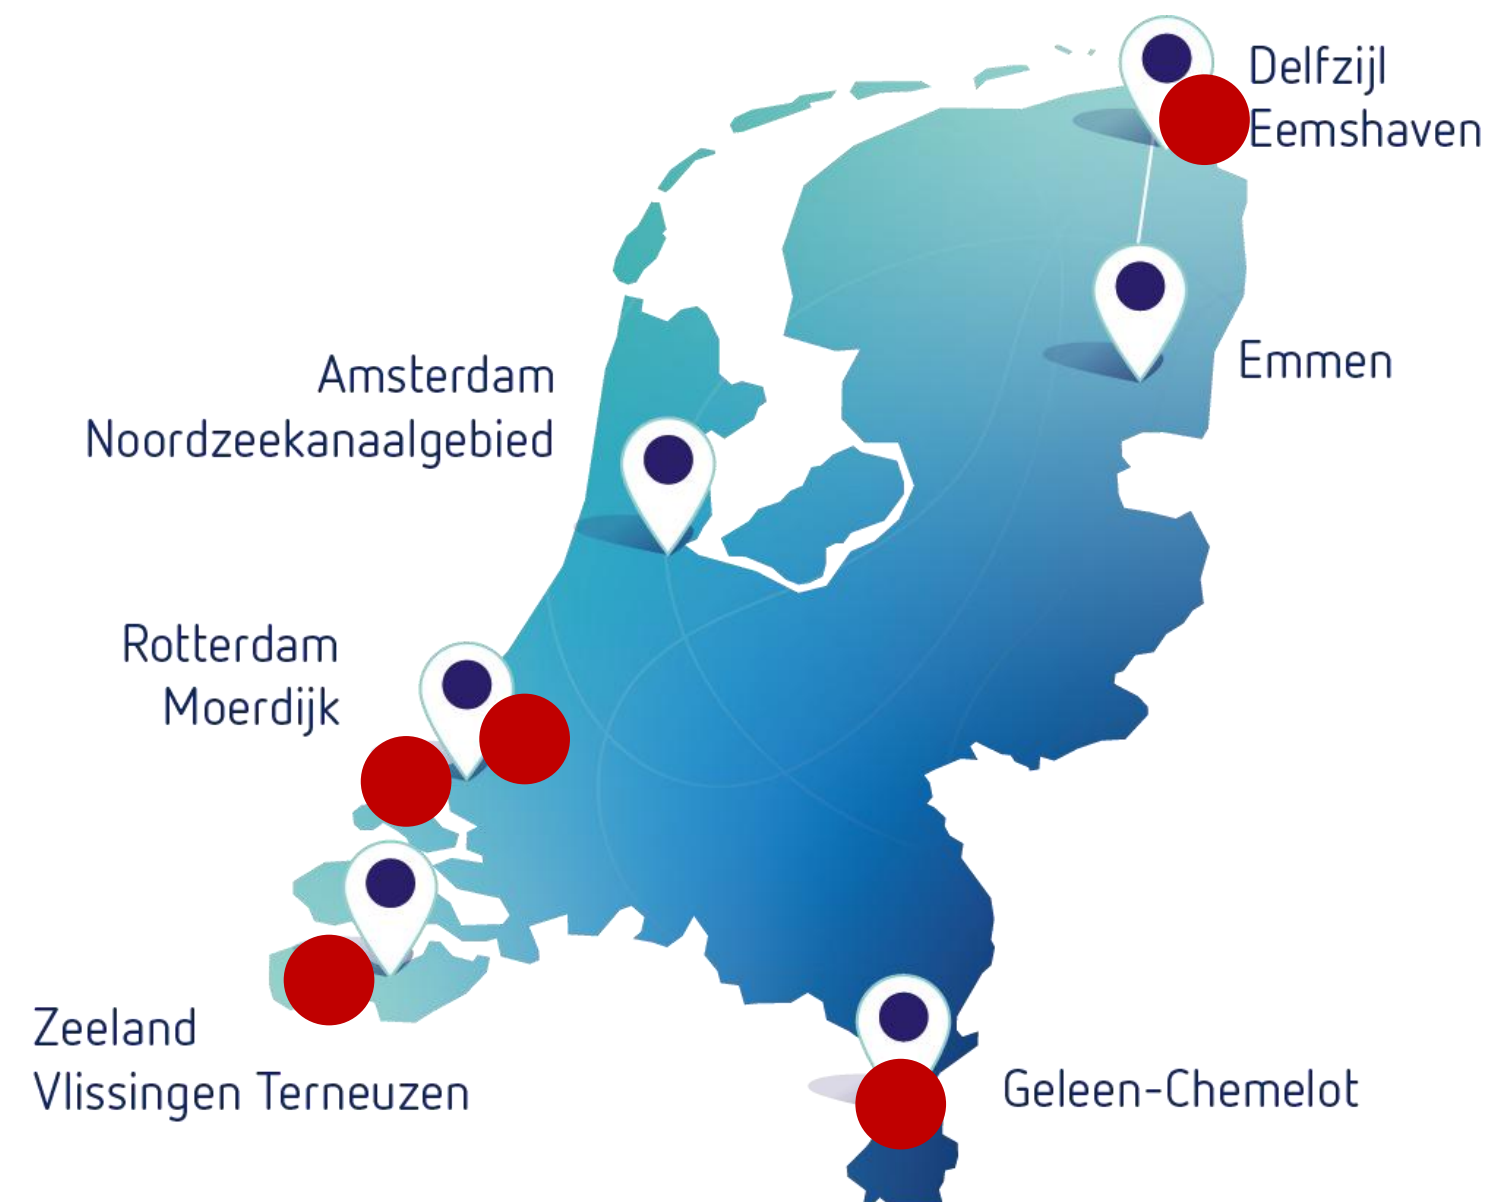 Delfzijl
Eemshaven
Emmen
Amsterdam
Noordzeekanaalgebied
Rotterdam
Moerdijk
Zeeland
Vlissingen Terneuzen
Geleen-Chemelot